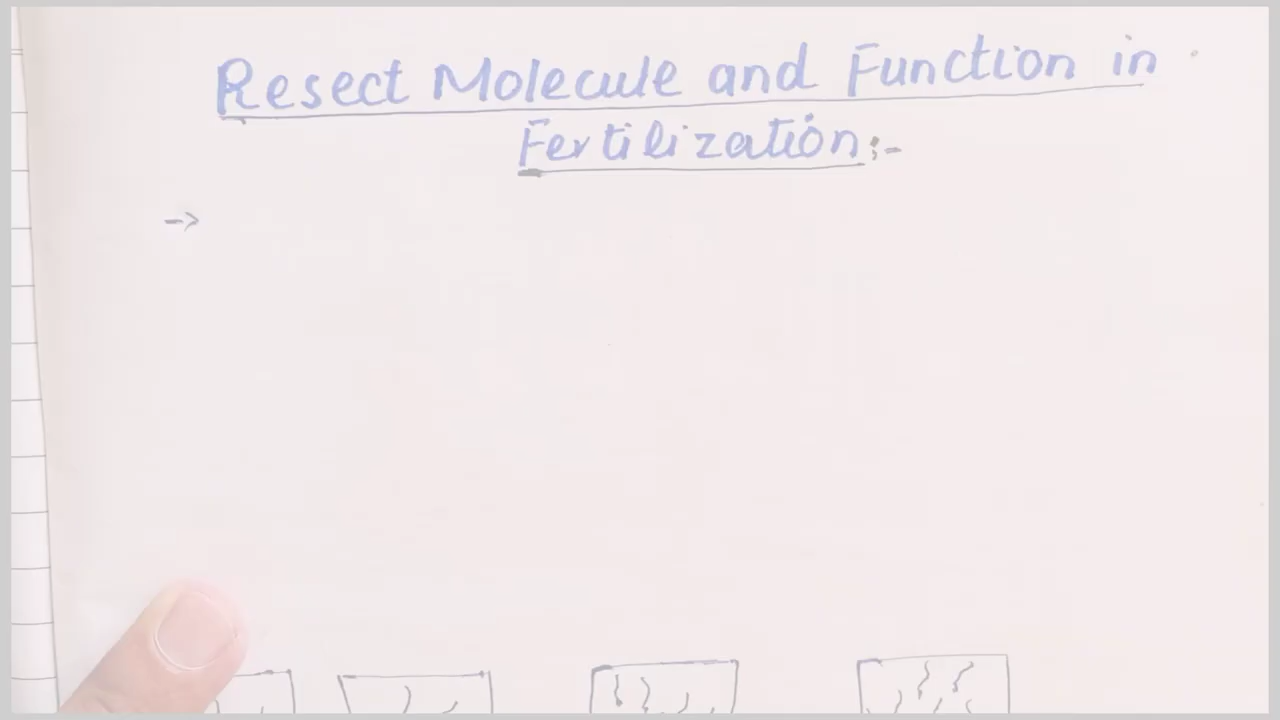 Resect Molecule and Function in
Fertilization:-
→